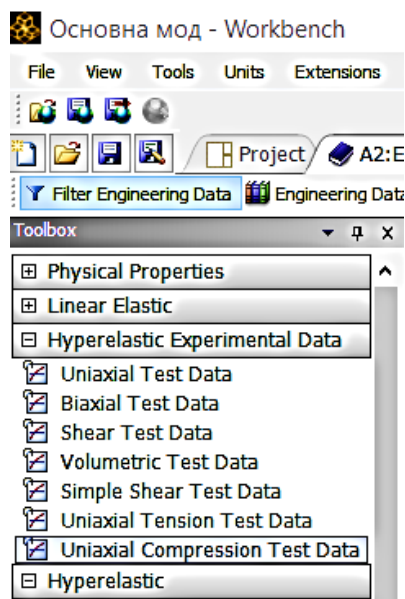 Основна мод - Workbench
File View Tools Units Extensions
Project A2:E
Filter Engineering Data Engineering Data
Toolbox
Physical Properties
Linear Elastic
Hyperelastic Experimental Data
Uniaxial Test Data
Biaxial Test Data
Shear Test Data
Volumetric Test Data
Simple Shear Test Data
Uniaxial Tension Test Data
Uniaxial Compression Test Data
Hyperelastic